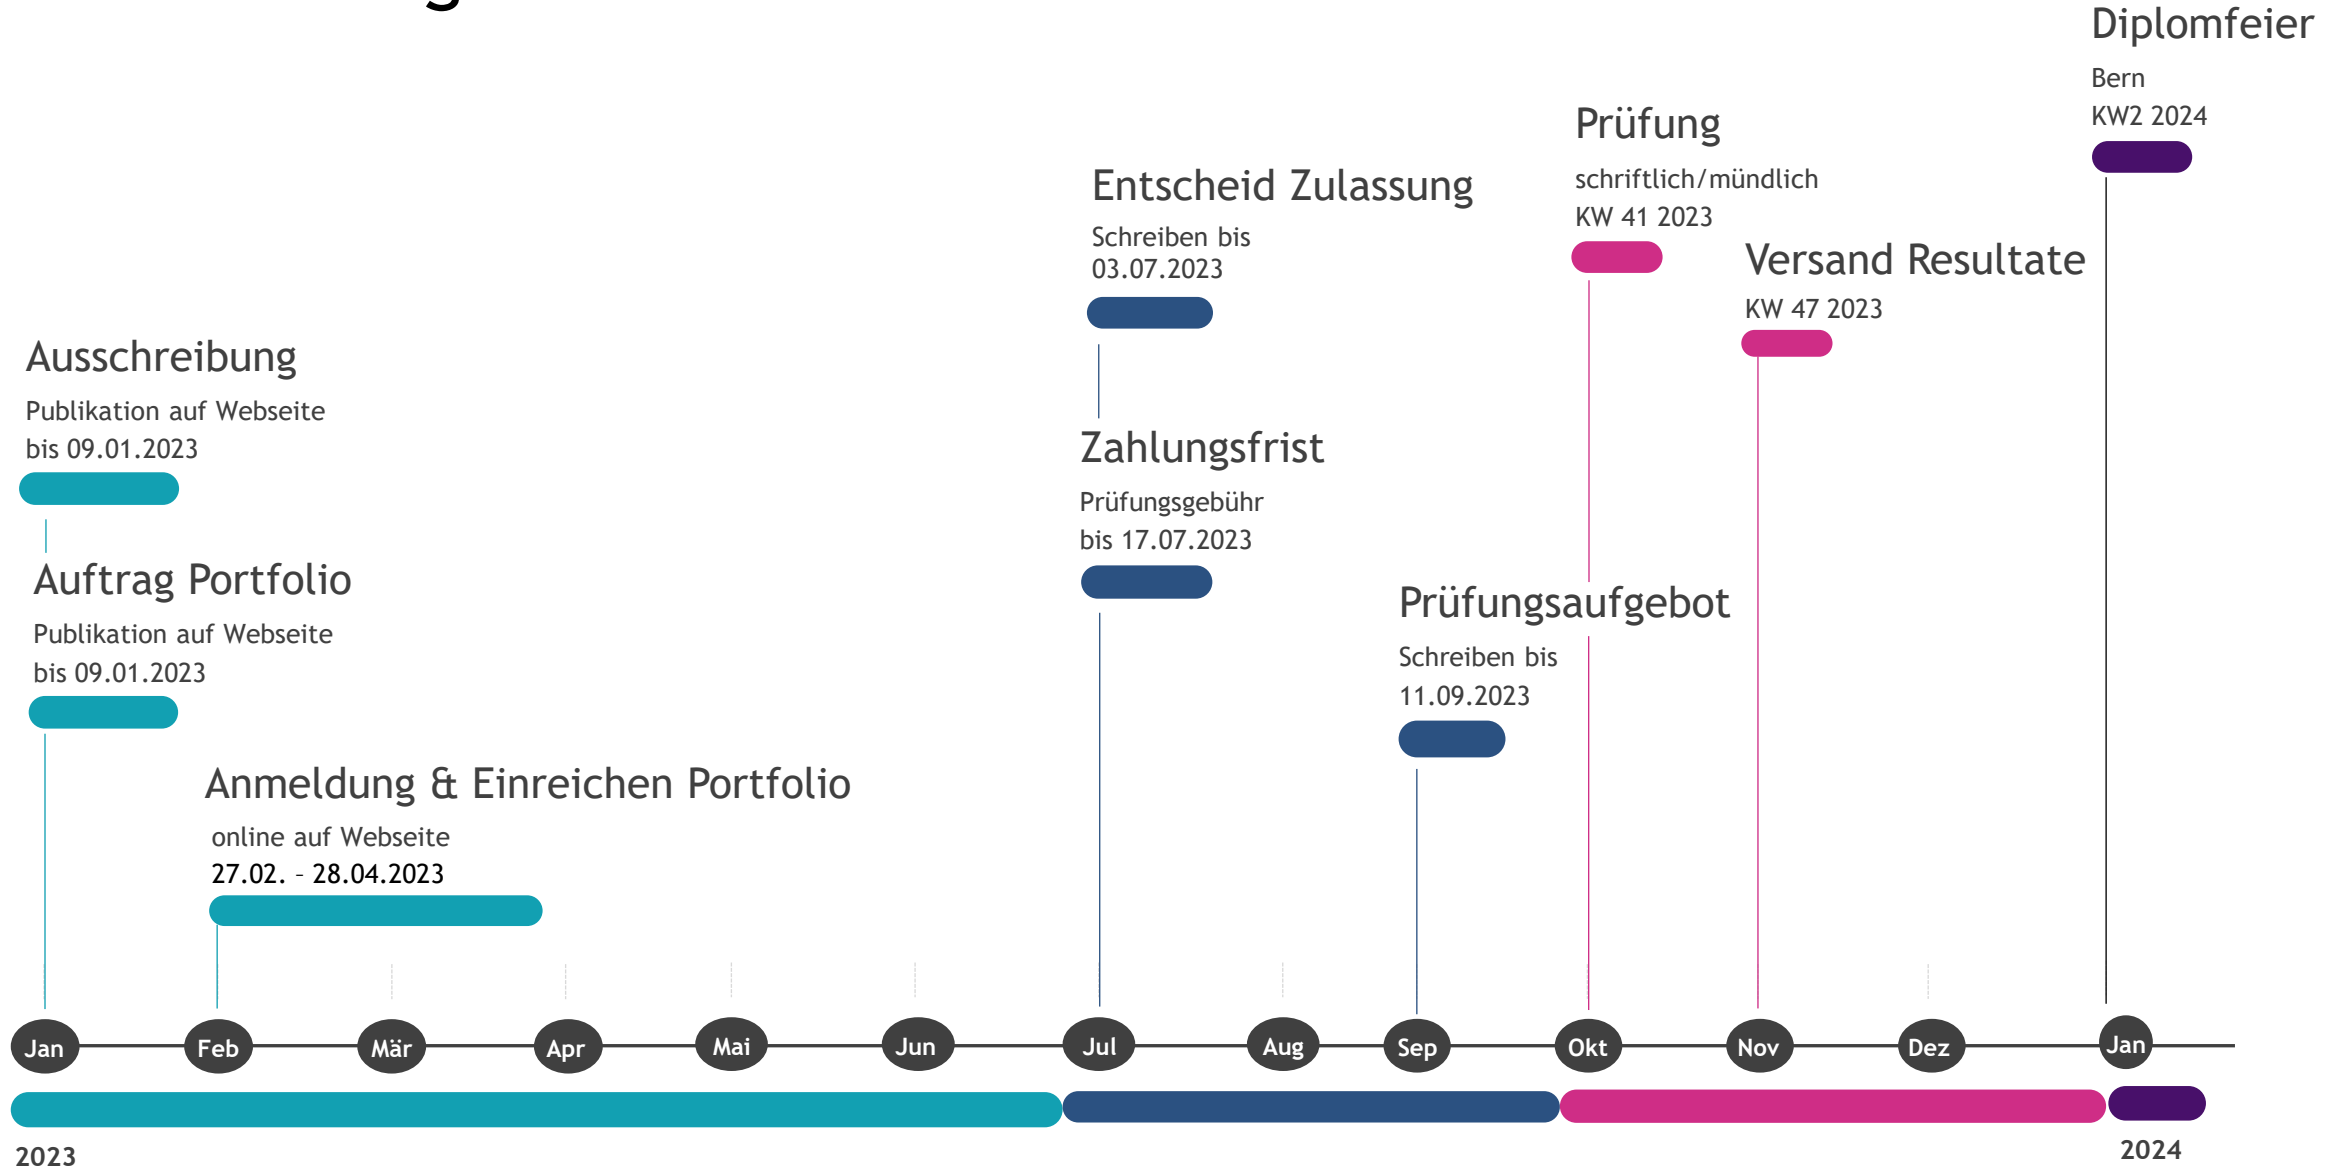 Diplomfeier
Bern
KW2 2024
Prüfung
schriftlich/mündlich
KW 41 2023
Entscheid Zulassung
Schreiben bis
03.07.2023
Versand Resultate
KW 47 2023
Ausschreibung
Publikation auf Webseite
bis 09.01.2023
Zahlungsfrist
Prüfungsgebühr
bis 17.07.2023
Auftrag Portfolio
Publikation auf Webseite
bis 09.01.2023
Prüfungsaufgebot
Schreiben bis
11.09.2023
Anmeldung & Einreichen Portfolio
online auf Webseite
27.02. - 28.04.2023
Jan Feb Mär Apr Mai Jun Jul Aug Sep Okt Nov Dez Jan
2023 2024